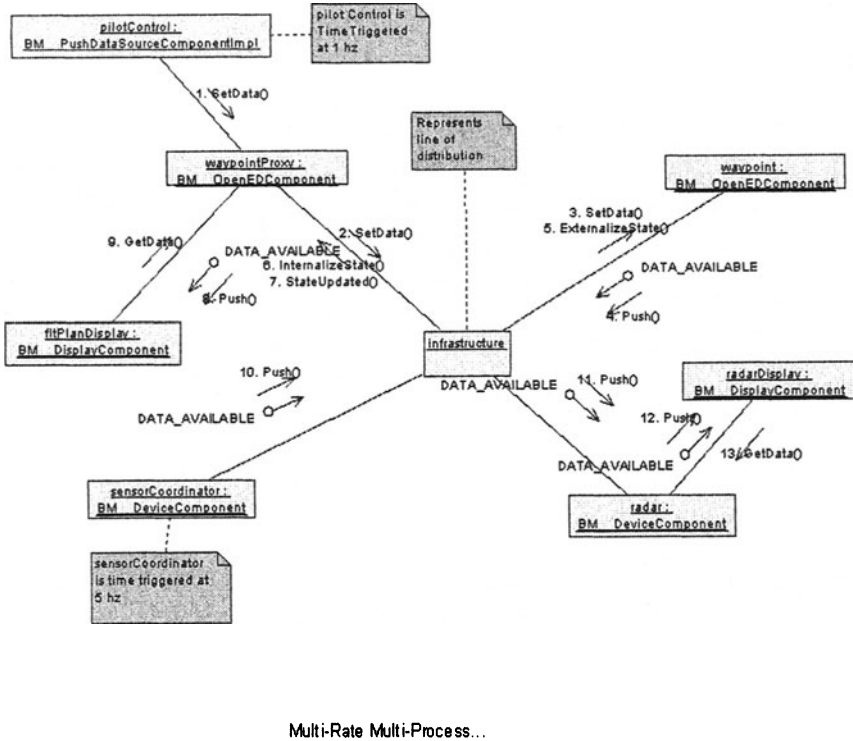 pilotControl :
BM__PushDataSourceComponentImpl
pilot Control is
TimeTriggered
at 1 hz
1. SetData()
Represents
line of
distribution
waypointProxy :
BM__OpenEDComponent
waypoint :
BM__OpenEDComponent
2. SetData()
3. SetData()
5. ExternalizeState()
9. GetData()
DATA_AVAILABLE
6. InternalizeState()
7. StateUpdated()
8. Push()
DATA_AVAILABLE
4. Push()
fltPlanDisplay :
BM__DisplayComponent
infrastructure
10. Push()
DATA_AVAILABLE
DATA_AVAILABLE
11. Push()
radarDisplay :
BM__DisplayComponent
12. Push()
13. GetData()
DATA_AVAILABLE
sensorCoordinator :
BM__DeviceComponent
radar :
BM__DeviceComponent
sensorCoordinator
is time triggered at
5 hz
Multi-Rate Multi-Process...